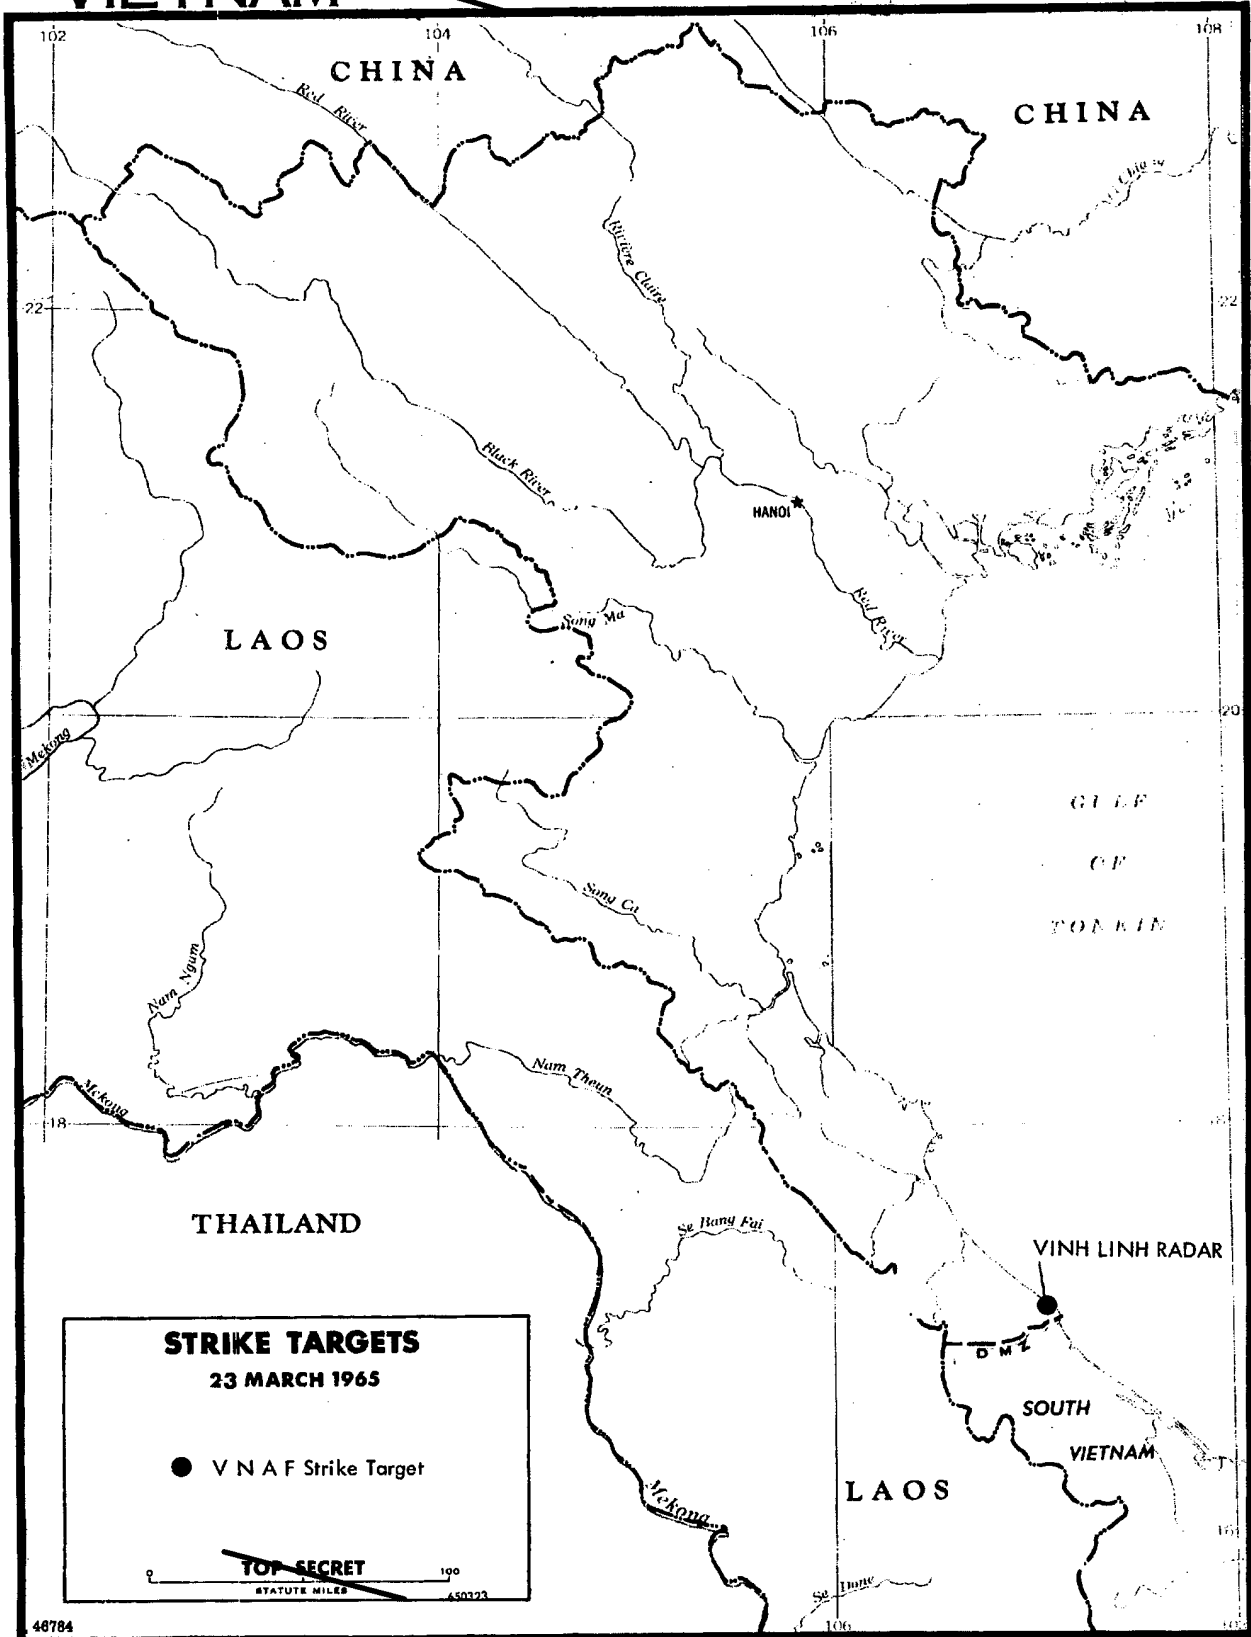 VIETNAM
102
104
106
108
CHINA
CHINA
Red River
Rivière Claire
22
22
Black River
HANOI
Red River
Song Ma
LAOS
20
Mekong
GULF
OF
TONKIN
Song Ca
Nam Ngum
Nam Theun
Mekong
18
THAILAND
Se Bang Fai
VINH LINH RADAR
DMZ
SOUTH
VIETNAM
LAOS
Mekong
16
Se Done
106
STRIKE TARGETS
23 MARCH 1965
V N A F Strike Target
TOP SECRET
0 100
STATUTE MILES
650323
46784